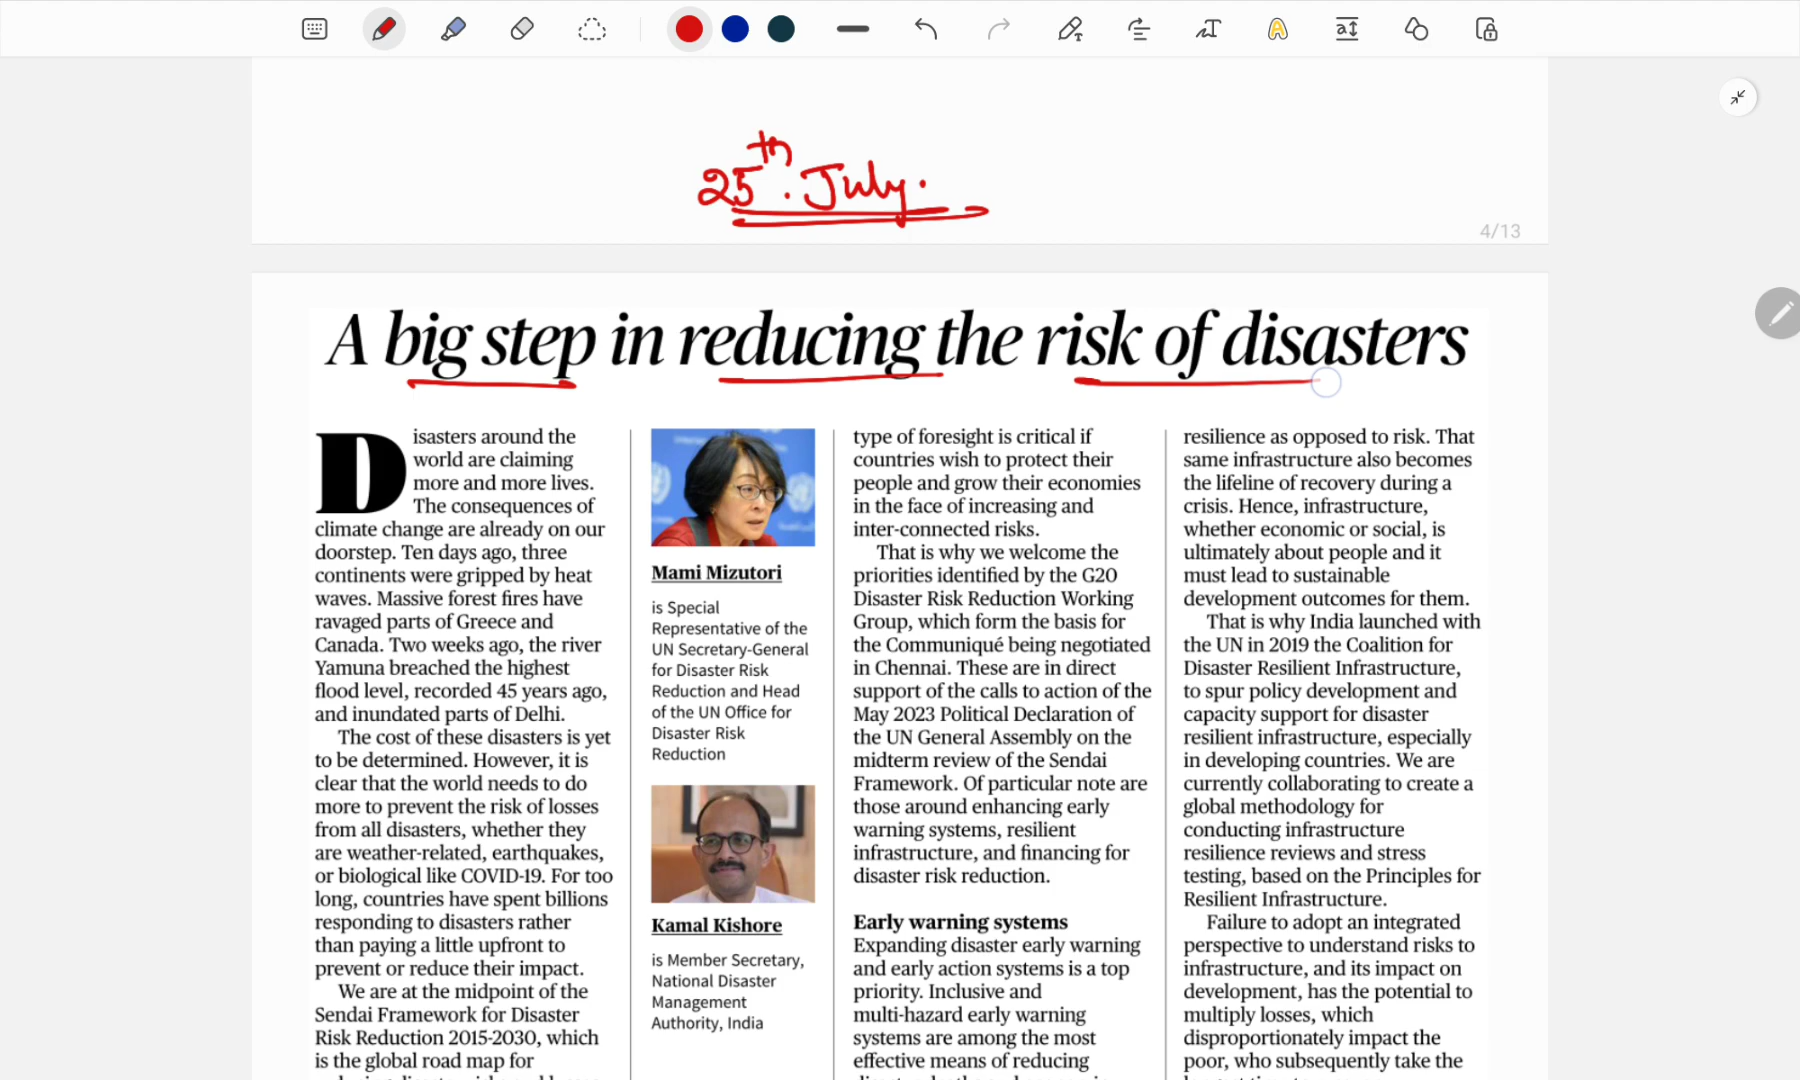 25th. July.
4/13
A big step in reducing the risk of disasters
Disasters around the
world are claiming
more and more lives.
The consequences of
climate change are already on our
doorstep. Ten days ago, three
continents were gripped by heat
waves. Massive forest fires have
ravaged parts of Greece and
Canada. Two weeks ago, the river
Yamuna breached the highest
flood level, recorded 45 years ago,
and inundated parts of Delhi.
The cost of these disasters is yet
to be determined. However, it is
clear that the world needs to do
more to prevent the risk of losses
from all disasters, whether they
are weather-related, earthquakes,
or biological like COVID-19. For too
long, countries have spent billions
responding to disasters rather
than paying a little upfront to
prevent or reduce their impact.
We are at the midpoint of the
Sendai Framework for Disaster
Risk Reduction 2015-2030, which
is the global road map for
Mami Mizutori
is Special
Representative of the
UN Secretary-General
for Disaster Risk
Reduction and Head
of the UN Office for
Disaster Risk
Reduction
Kamal Kishore
is Member Secretary,
National Disaster
Management
Authority, India
type of foresight is critical if
countries wish to protect their
people and grow their economies
in the face of increasing and
inter-connected risks.
That is why we welcome the
priorities identified by the G20
Disaster Risk Reduction Working
Group, which form the basis for
the Communiqué being negotiated
in Chennai. These are in direct
support of the calls to action of the
May 2023 Political Declaration of
the UN General Assembly on the
midterm review of the Sendai
Framework. Of particular note are
those around enhancing early
warning systems, resilient
infrastructure, and financing for
disaster risk reduction.
Early warning systems
Expanding disaster early warning
and early action systems is a top
priority. Inclusive and
multi-hazard early warning
systems are among the most
effective means of reducing
resilience as opposed to risk. That
same infrastructure also becomes
the lifeline of recovery during a
crisis. Hence, infrastructure,
whether economic or social, is
ultimately about people and it
must lead to sustainable
development outcomes for them.
That is why India launched with
the UN in 2019 the Coalition for
Disaster Resilient Infrastructure,
to spur policy development and
capacity support for disaster
resilient infrastructure, especially
in developing countries. We are
currently collaborating to create a
global methodology for
conducting infrastructure
resilience reviews and stress
testing, based on the Principles for
Resilient Infrastructure.
Failure to adopt an integrated
perspective to understand risks to
infrastructure, and its impact on
development, has the potential to
multiply losses, which
disproportionately impact the
poor, who subsequently take the